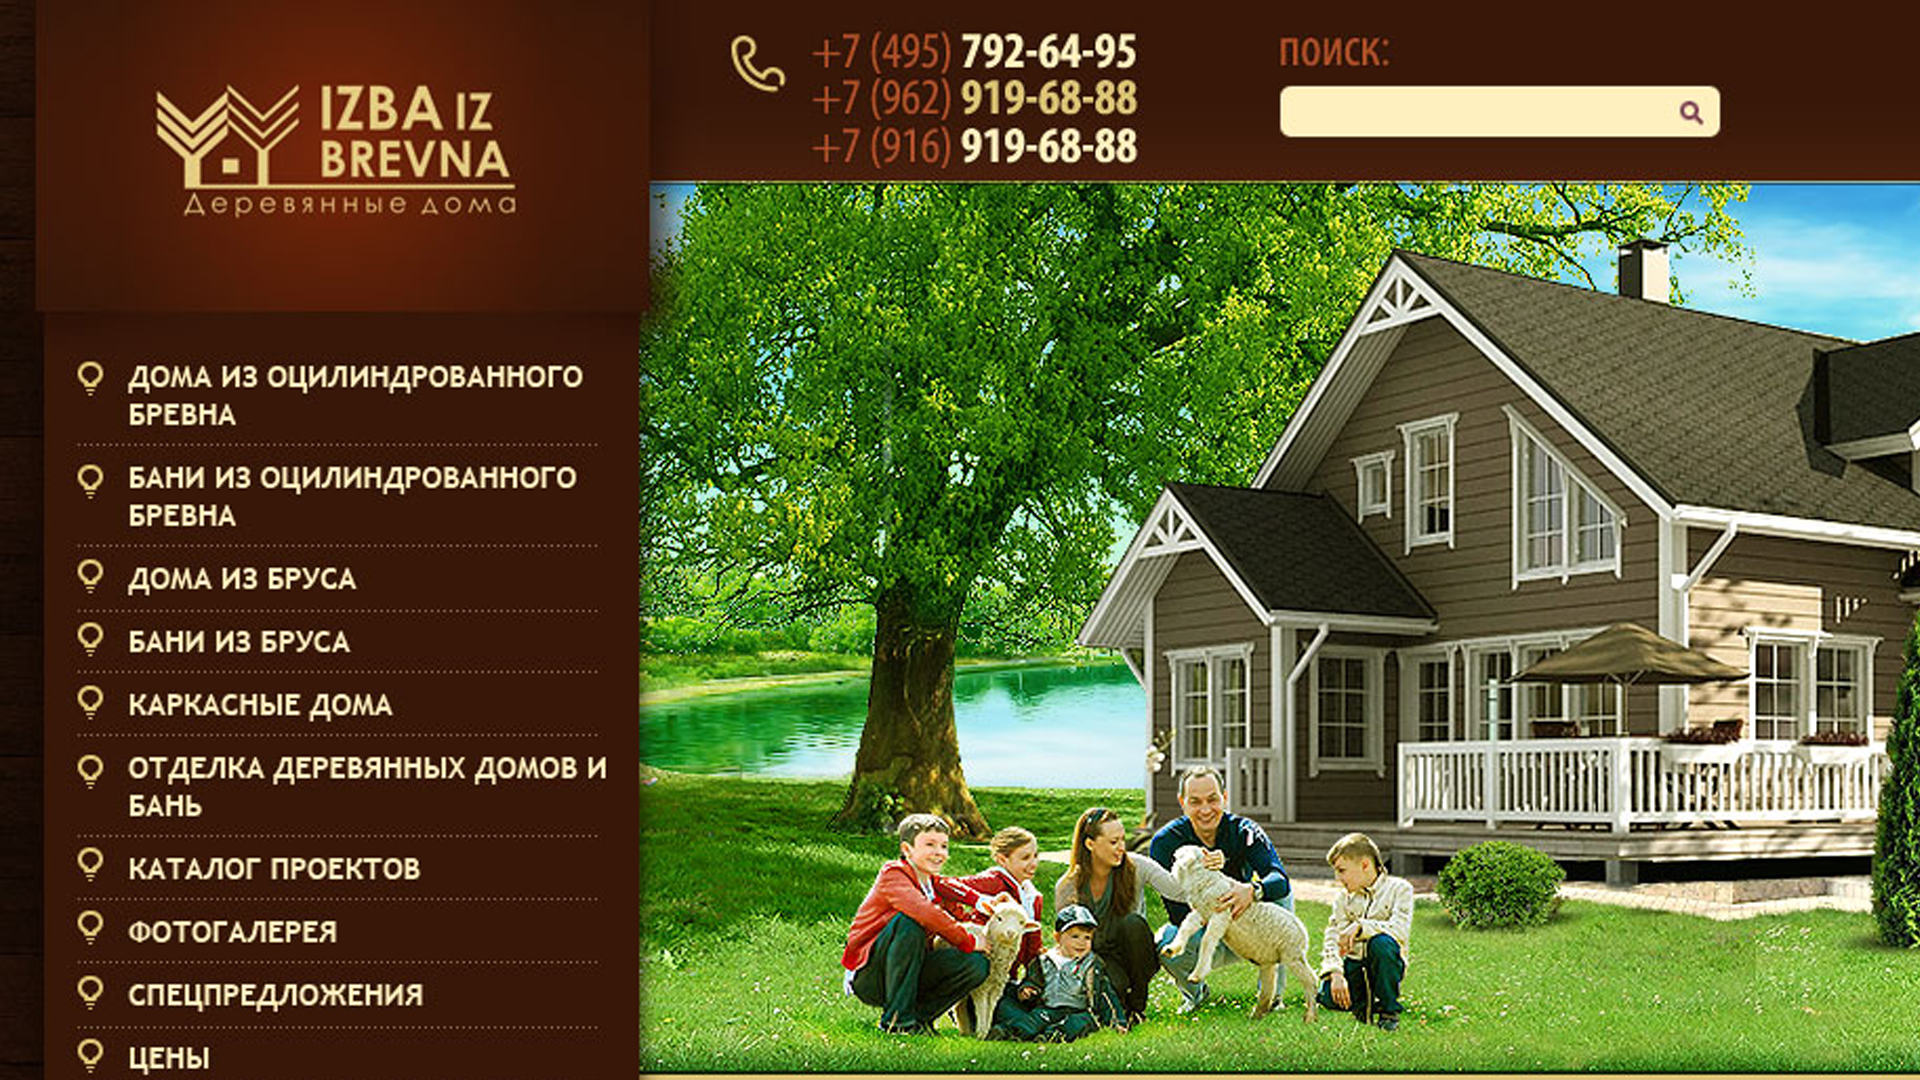 IZBA IZ
BREVNA
Деревянные дома
+7 (495) 792-64-95
+7 (962) 919-68-88
+7 (916) 919-68-88
ПОИСК:
ДОМА ИЗ ОЦИЛИНДРОВАННОГО
БРЕВНА
БАНИ ИЗ ОЦИЛИНДРОВАННОГО
БРЕВНА
ДОМА ИЗ БРУСА
БАНИ ИЗ БРУСА
КАРКАСНЫЕ ДОМА
ОТДЕЛКА ДЕРЕВЯННЫХ ДОМОВ И
БАНЬ
КАТАЛОГ ПРОЕКТОВ
ФОТОГАЛЕРЕЯ
СПЕЦПРЕДЛОЖЕНИЯ
ЦЕНЫ